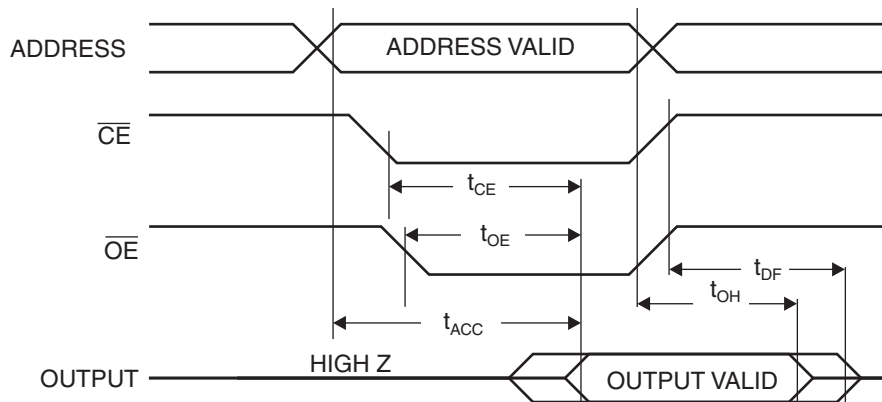 ADDRESS
ADDRESS VALID
CE
tCE
OE
tOE
tDF
tOH
tACC
OUTPUT
HIGH Z
OUTPUT VALID